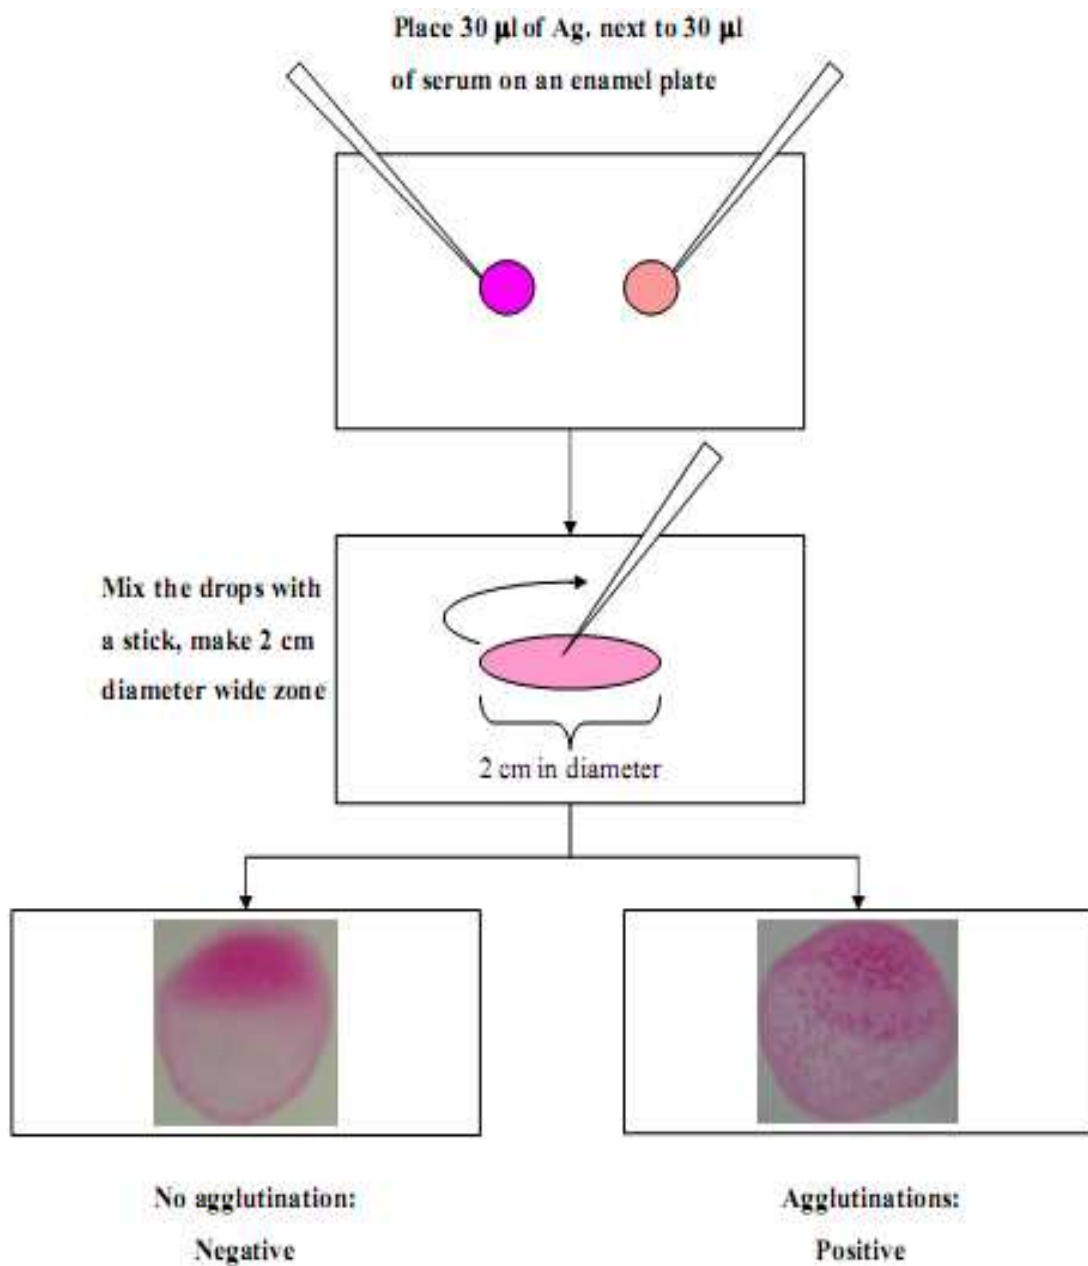 Place 30 µl of Ag. next to 30 µl
of serum on an enamel plate
Mix the drops with
a stick, make 2 cm
diameter wide zone
2 cm in diameter
No agglutination:
Negative
Agglutinations:
Positive